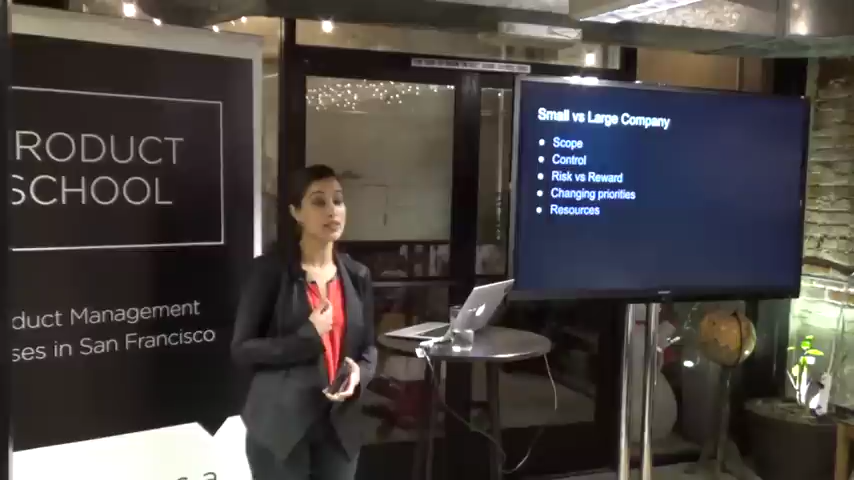 RODUCT
SCHOOL
duct Management
ses in San Francisco
Small vs Large Company
Scope
Control
Risk vs Reward
Changing priorities
Resources